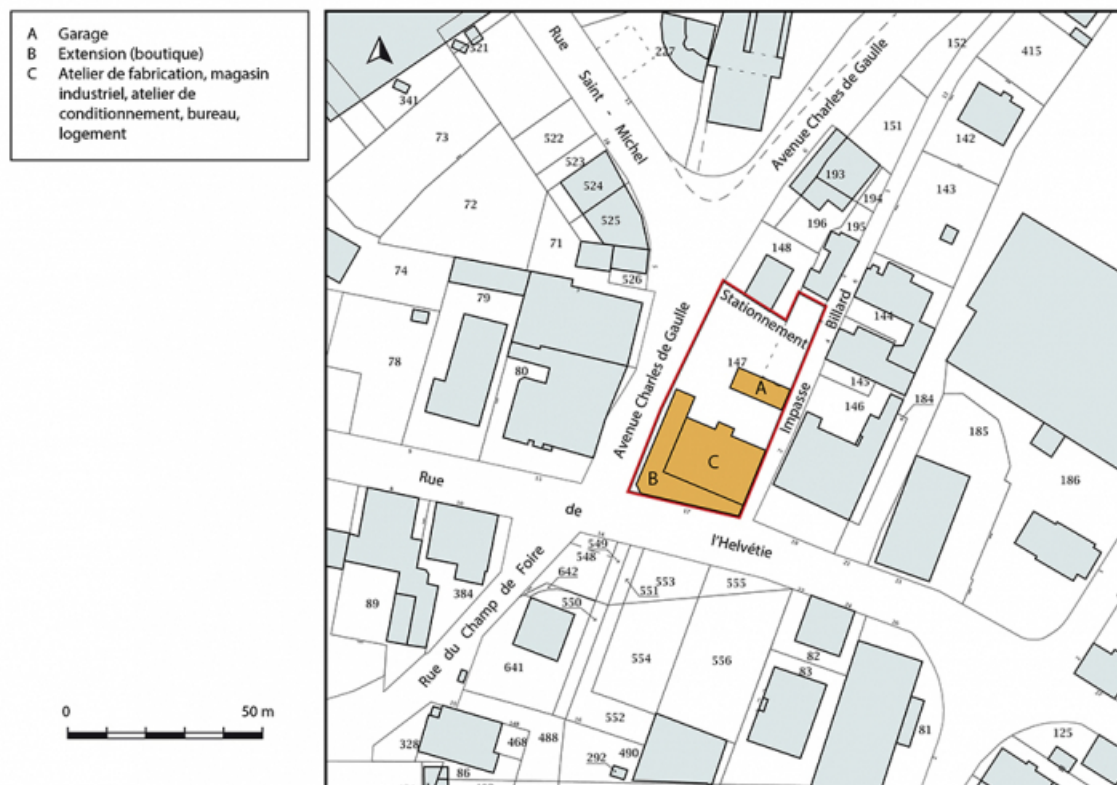 A Garage
B Extension (boutique)
C Atelier de fabrication, magasin
industriel, atelier de
conditionnement, bureau,
logement
0 50 m
521
341
Rue Saint - Michel
227
Avenue Charles de Gaulle
152
415
73
522
523
524
525
151
142
193
194
143
72
71
526
196
195
148
74
79
78
80
Stationnement
Billard
144
Avenue Charles de Gaulle
147
A
Impasse
145
146
184
185
186
C
B
Rue
de
l'Helvétie
549
548
642
550
551
553
555
89
384
Rue du Champ de Foire
641
554
556
82
83
81
552
328
468
488
292
490
86
125